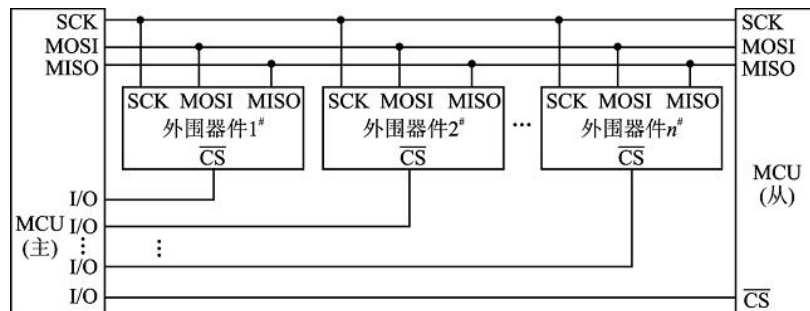 SCK SCK
MOSI MOSI
MISO MISO
SCK MOSI MISO SCK MOSI MISO SCK MOSI MISO
外围器件1# 外围器件2# … 外围器件n#
CS CS CS
MCU
(从)
I/O
MCU
(主)
I/O
⋮ ⋮
I/O
I/O CS